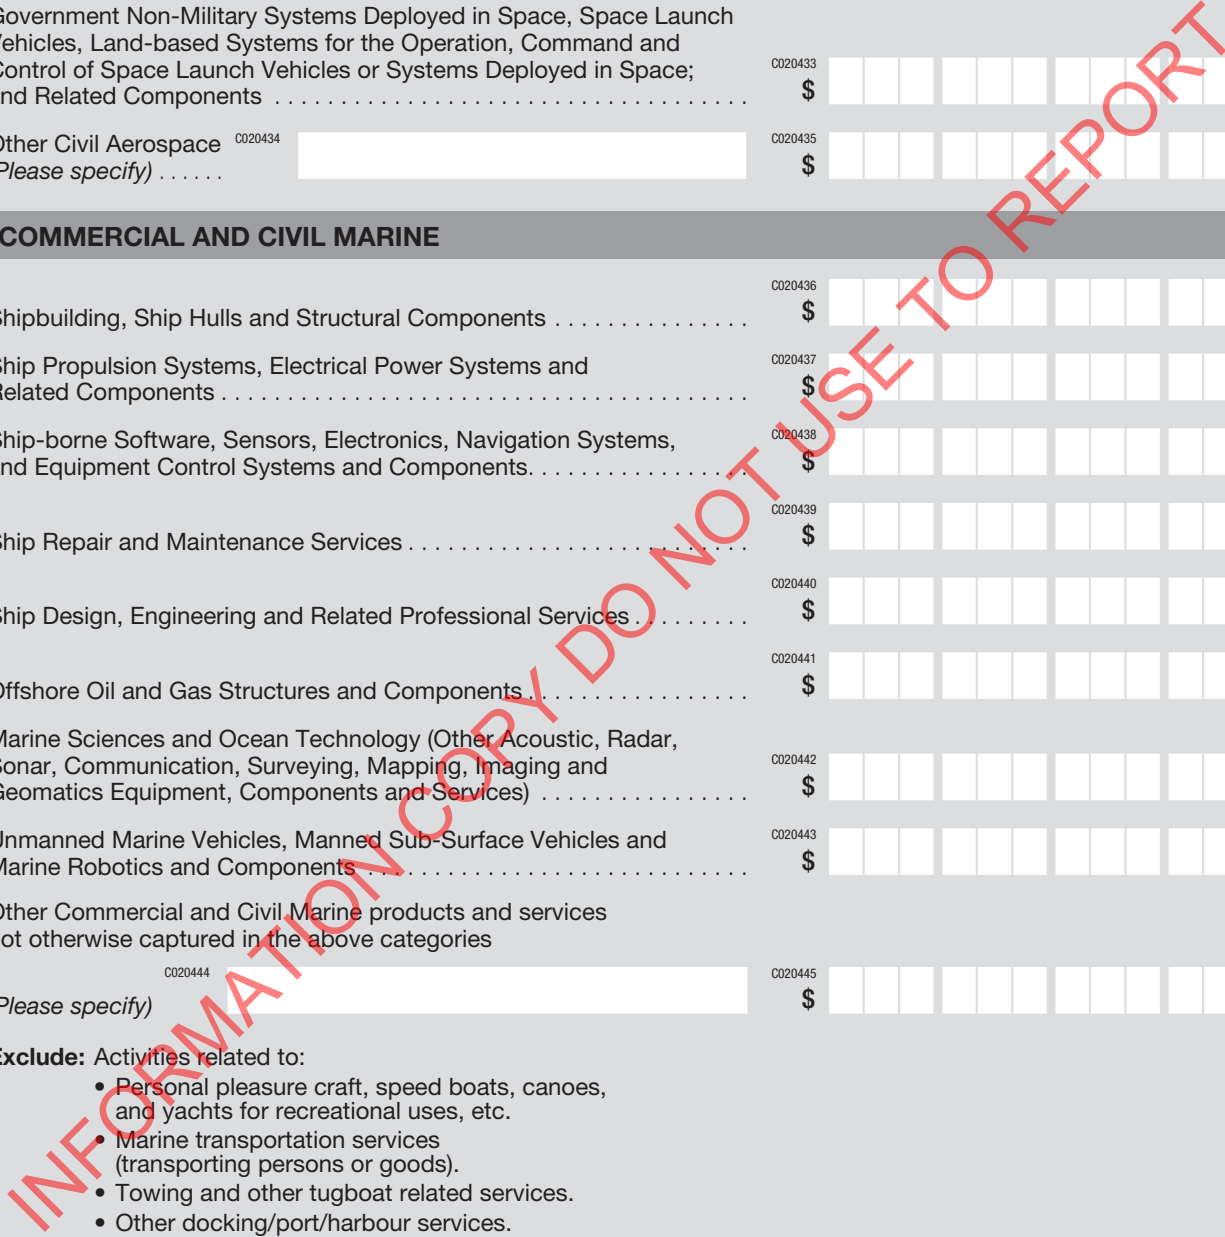 Government Non-Military Systems Deployed in Space, Space Launch
Vehicles, Land-based Systems for the Operation, Command and
Control of Space Launch Vehicles or Systems Deployed in Space;
and Related Components . . . . . . . . . . . . . . . . . . . . . . . . . . . . . . . . . . . . C020433 $
Other Civil Aerospace C020434 C020435 $
(Please specify) . . . . . .
COMMERCIAL AND CIVIL MARINE
C020436
Shipbuilding, Ship Hulls and Structural Components . . . . . . . . . . . . . . . $
Ship Propulsion Systems, Electrical Power Systems and C020437
Related Components . . . . . . . . . . . . . . . . . . . . . . . . . . . . . . . . . . . . . . . . $
Ship-borne Software, Sensors, Electronics, Navigation Systems, C020438
and Equipment Control Systems and Components. . . . . . . . . . . . . . . . . $
C020439
Ship Repair and Maintenance Services . . . . . . . . . . . . . . . . . . . . . . . . . . $
C020440
Ship Design, Engineering and Related Professional Services . . . . . . . . . $
C020441
Offshore Oil and Gas Structures and Components . . . . . . . . . . . . . . . . . $
Marine Sciences and Ocean Technology (Other Acoustic, Radar,
Sonar, Communication, Surveying, Mapping, Imaging and C020442
Geomatics Equipment, Components and Services) . . . . . . . . . . . . . . . . $
Unmanned Marine Vehicles, Manned Sub-Surface Vehicles and C020443
Marine Robotics and Components . . . . . . . . . . . . . . . . . . . . . . . . . . . . . $
Other Commercial and Civil Marine products and services
not otherwise captured in the above categories
C020444 C020445
(Please specify) $
Exclude: Activities related to:
• Personal pleasure craft, speed boats, canoes,
and yachts for recreational uses, etc.
• Marine transportation services
(transporting persons or goods).
• Towing and other tugboat related services.
• Other docking/port/harbour services.
INFORMATION COPY DO NOT USE TO REPORT